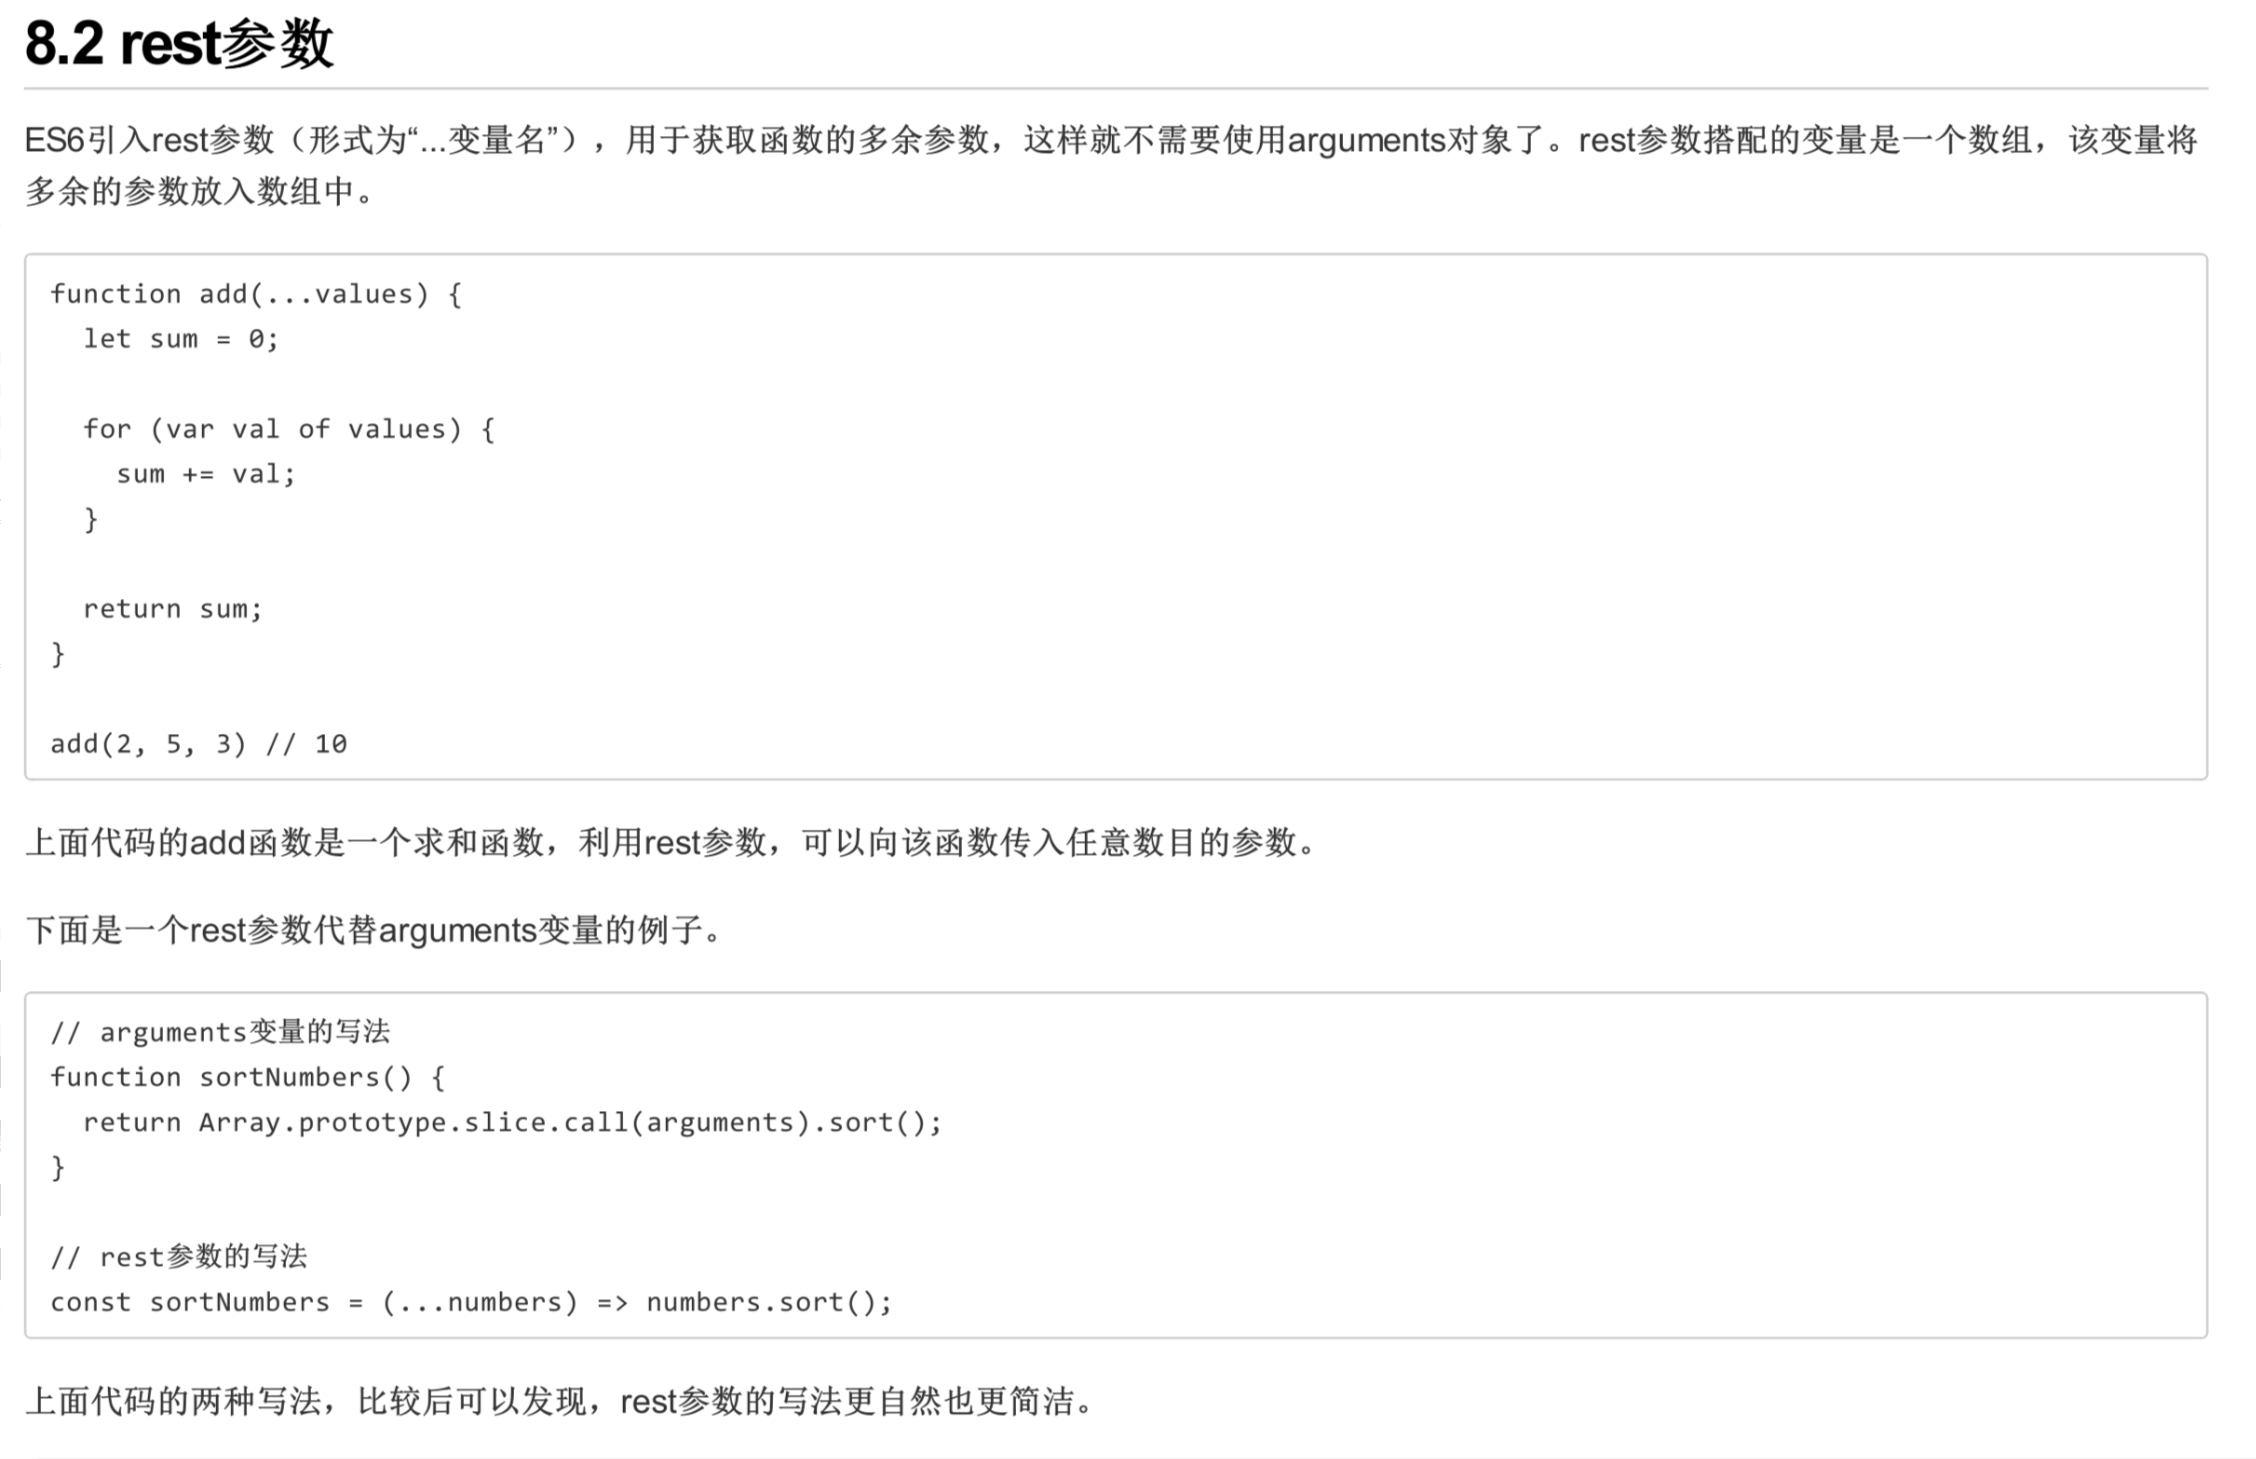 8.2 rest参数
ES6引入rest参数（形式为“...变量名”），用于获取函数的多余参数，这样就不需要使用arguments对象了。rest参数搭配的变量是一个数组，该变量将
多余的参数放入数组中。
function add(...values) {
  let sum = 0;
  for (var val of values) {
    sum += val;
  }
  return sum;
}
add(2, 5, 3) // 10
上面代码的add函数是一个求和函数，利用rest参数，可以向该函数传入任意数目的参数。
下面是一个rest参数代替arguments变量的例子。
// arguments变量的写法
function sortNumbers() {
  return Array.prototype.slice.call(arguments).sort();
}
// rest参数的写法
const sortNumbers = (...numbers) => numbers.sort();
上面代码的两种写法，比较后可以发现，rest参数的写法更自然也更简洁。